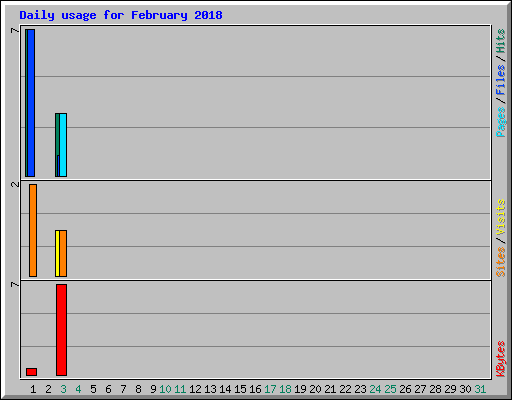 Daily usage for February 2018
7
Pages / Files / Hits
2
Sites / Visits
7
KBytes
1 2 3 4 5 6 7 8 9 10 11 12 13 14 15 16 17 18 19 20 21 22 23 24 25 26 27 28 29 30 31